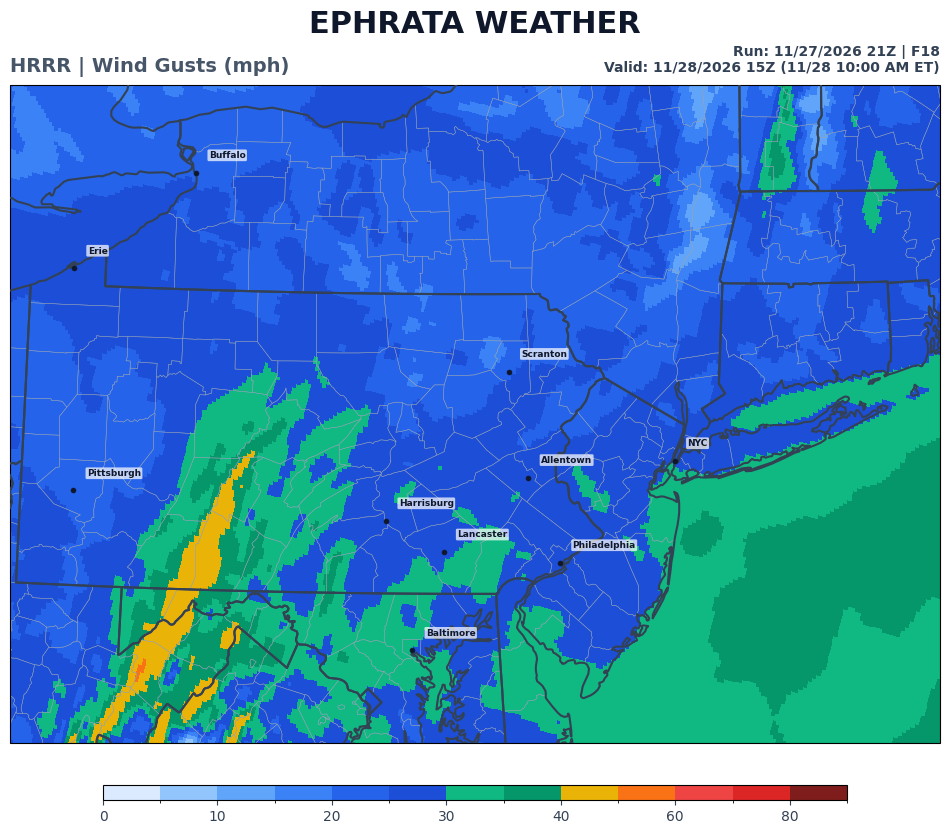 EPHRATA WEATHER
HRRR | Wind Gusts (mph)
Run: 11/27/2026 21Z | F18
Valid: 11/28/2026 15Z (11/28 10:00 AM ET)
Buffalo
Erie
Scranton
NYC
Allentown
Pittsburgh
Harrisburg
Lancaster
Philadelphia
Baltimore
0 10 20 30 40 50 60 70 80